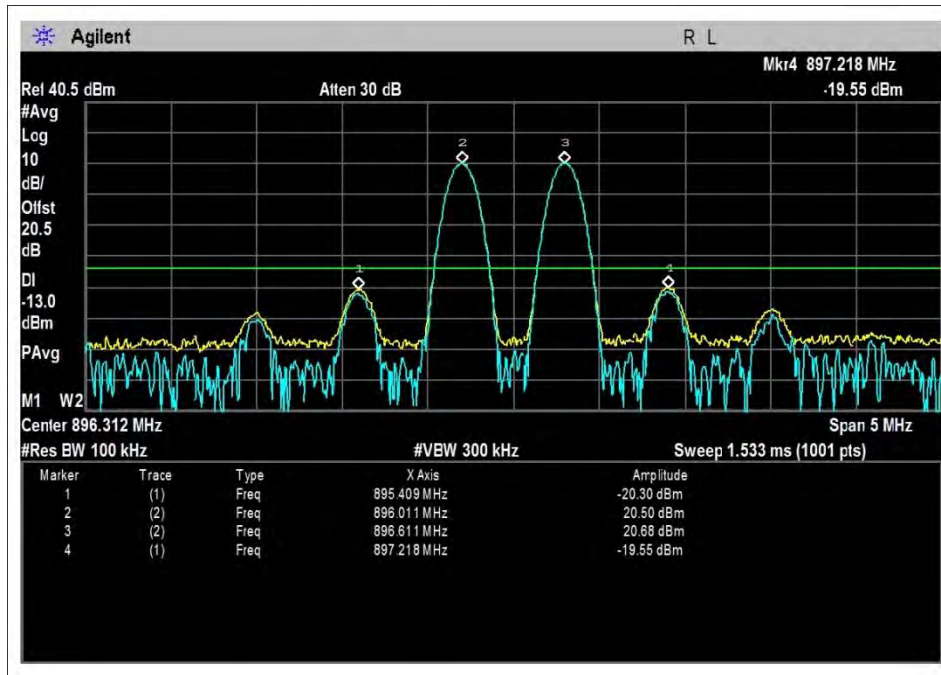 Agilent R L
Mkr4 897.218 MHz
Rel 40.5 dBm Atten 30 dB -19.55 dBm
#Avg
Log
10
dB/
Offst
20.5
dB
DI
-13.0
dBm
PAvg
M1 W2
2 3
1 4
Center 896.312 MHz Span 5 MHz
#Res BW 100 kHz #VBW 300 kHz Sweep 1.533 ms (1001 pts)
Marker Trace Type X Axis Amplitude
1 (1) Freq 895.409 MHz -20.30 dBm
2 (2) Freq 896.011 MHz 20.50 dBm
3 (2) Freq 896.611 MHz 20.68 dBm
4 (1) Freq 897.218 MHz -19.55 dBm